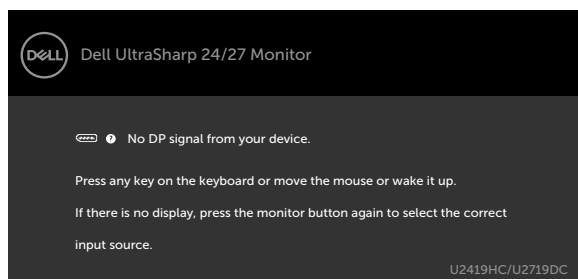 DELL
Dell UltraSharp 24/27 Monitor
? No DP signal from your device.
Press any key on the keyboard or move the mouse or wake it up.
If there is no display, press the monitor button again to select the correct
input source.
U2419HC/U2719DC